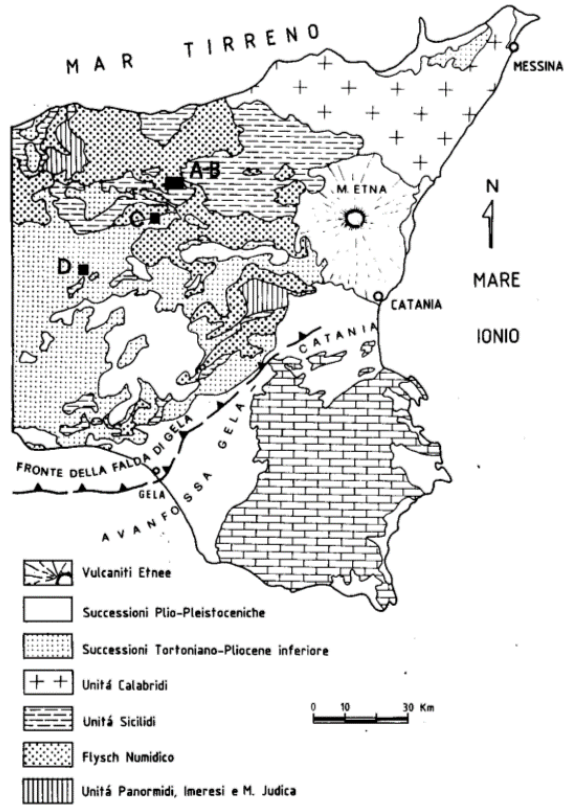 MAR TIRRENO
MESSINA
A-B
M. ETNA
N
C
D
MARE
IONIO
CATANIA
CATANIA
GELA
AVANFOSSA
FRONTE DELLA FALDA DI GELA
GELA
Vulcaniti Etnee
Successioni Plio-Pleistoceniche
Successioni Tortoniano-Pliocene inferiore
Unitá Calabridi
Unitá Sicilidi
0 10 30 Km
Flysch Numidico
Unitá Panormidi, Imeresi e M. Judica